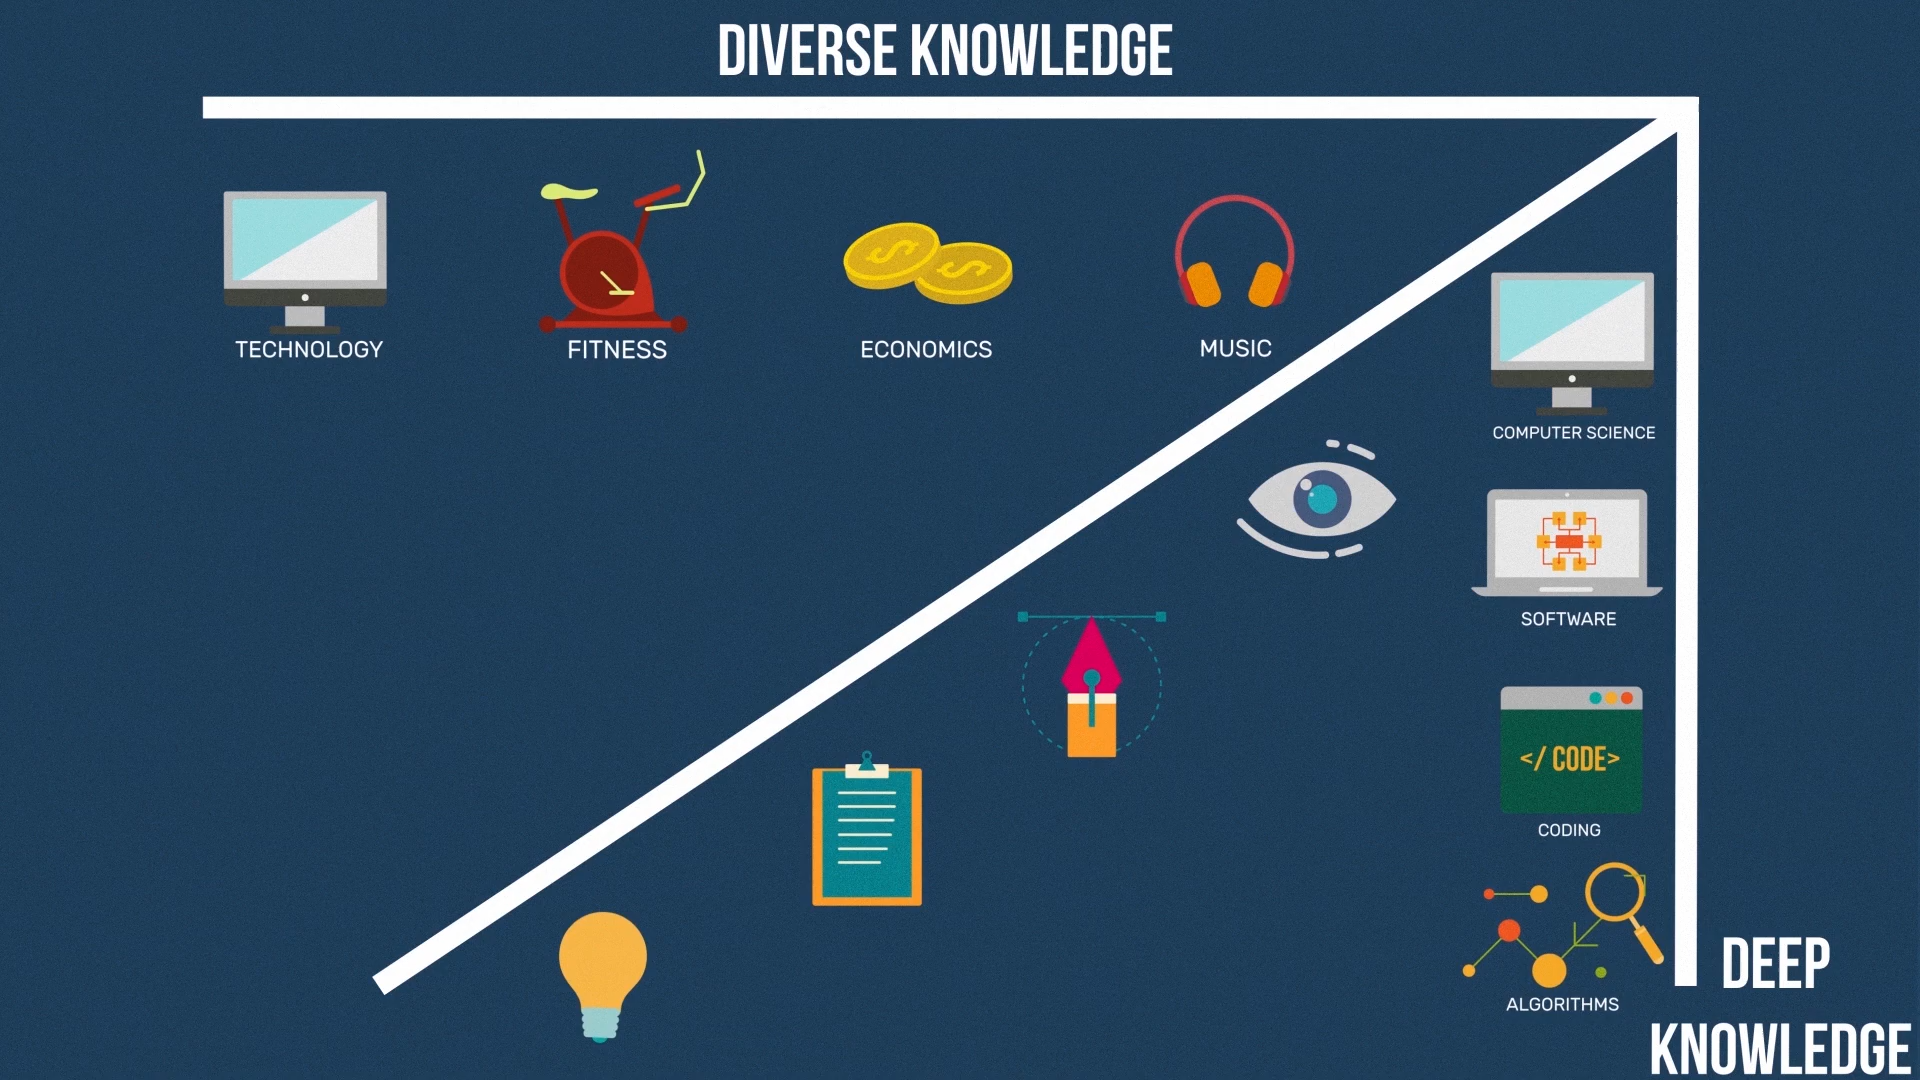 DIVERSE KNOWLEDGE
TECHNOLOGY
FITNESS
ECONOMICS
MUSIC
COMPUTER SCIENCE
SOFTWARE
</ CODE>
CODING
ALGORITHMS
DEEP
KNOWLEDGE